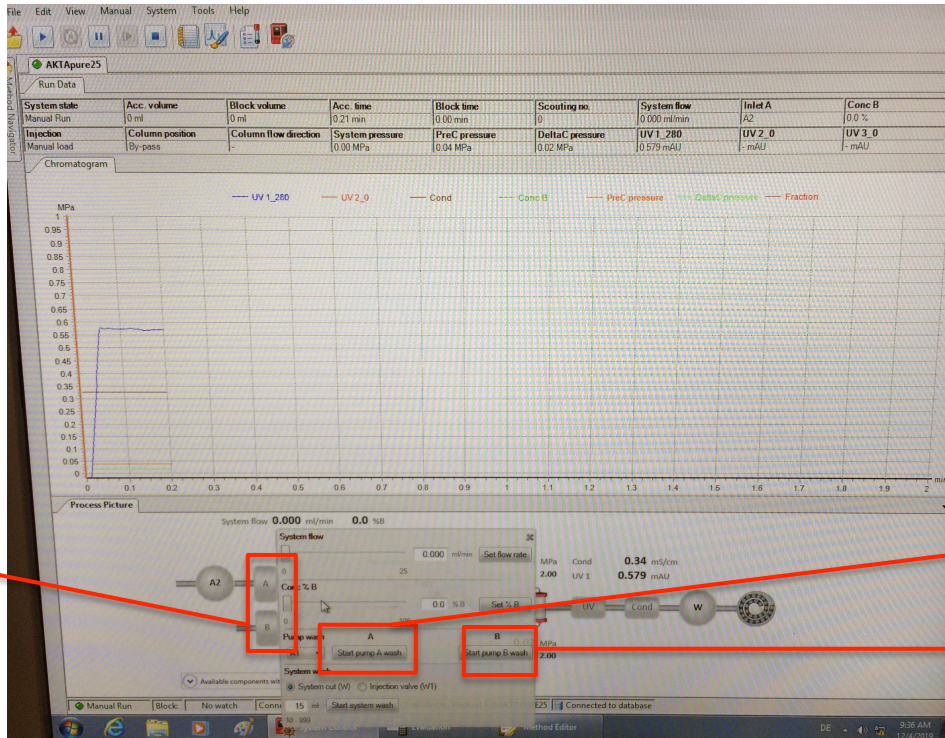 File Edit View Manual System Tools Help
AKTApure25
Method Navigator
Run Data
System state Acc. volume Block volume Acc. time Block time Scouting no. System flow Inlet A Conc B
Manual Run 0 ml 0 ml 0.21 min 0.00 min 0 0.000 ml/min A2 0.0 %
Injection Column position Column flow direction System pressure PreC pressure DeltaC pressure UV 1_280 UV 2_0 UV 3_0
Manual load By-pass - 0.00 MPa 0.04 MPa 0.02 MPa 0.579 mAU - mAU - mAU
Chromatogram
UV 1_280 UV 2_0 Cond Conc B PreC pressure DeltaC pressure Fraction
MPa
1
0.95
0.9
0.85
0.8
0.75
0.7
0.65
0.6
0.55
0.5
0.45
0.4
0.35
0.3
0.25
0.2
0.15
0.1
0.05
0
0 0.1 0.2 0.3 0.4 0.5 0.6 0.7 0.8 0.9 1 1.1 1.2 1.3 1.4 1.5 1.6 1.7 1.8 1.9 2 min
Process Picture
System flow 0.000 ml/min 0.0 %B
System flow
0.000 ml/min Set flow rate
0 25
MPa Cond 0.34 mS/cm
2.00 UV 1 0.579 mAU
A2 A
Conc % B
0.0 % B Set % B
0 100
UV Cond W
B
Pump wash A B
MPa
A1 Start pump A wash Start pump B wash 2.00
System wash
Available components
System out (W) Injection valve (W1)
15 ml Start system wash
10 - 999
Manual Run Block: No watch E25 Connected to database
System Control Evaluation Method Editor
DE 9:36 AM
12/4/2019